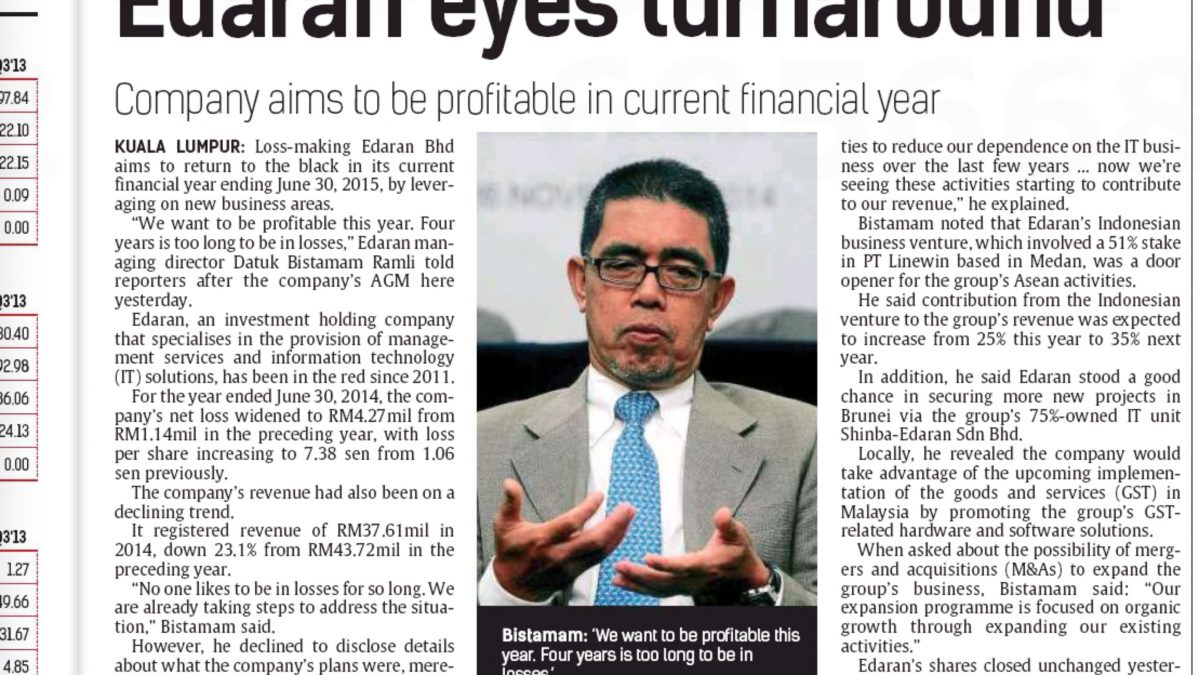 Edaran eyes turnaround
Company aims to be profitable in current financial year
Q3'13
97.84
22.10
22.15
0.09
0.00
Q3'13
30.40
92.98
36.06
24.13
0.00
Q3'13
1.27
49.66
31.67
4.85
KUALA LUMPUR: Loss-making Edaran Bhd
aims to return to the black in its current
financial year ending June 30, 2015, by lever-
aging on new business areas.
“We want to be profitable this year. Four
years is too long to be in losses,” Edaran man-
aging director Datuk Bistamam Ramli told
reporters after the company’s AGM here
yesterday.
Edaran, an investment holding company
that specialises in the provision of manage-
ment services and information technology
(IT) solutions, has been in the red since 2011.
For the year ended June 30, 2014, the com-
pany’s net loss widened to RM4.27mil from
RM1.14mil in the preceding year, with loss
per share increasing to 7.38 sen from 1.06
sen previously.
The company’s revenue had also been on a
declining trend.
It registered revenue of RM37.61mil in
2014, down 23.1% from RM43.72mil in the
preceding year.
“No one likes to be in losses for so long. We
are already taking steps to address the situa-
tion,” Bistamam said.
However, he declined to disclose details
about what the company’s plans were, mere-
Bistamam: ‘We want to be profitable this
year. Four years is too long to be in
losses’
ties to reduce our dependence on the IT busi-
ness over the last few years ... now we’re
seeing these activities starting to contribute
to our revenue,” he explained.
Bistamam noted that Edaran’s Indonesian
business venture, which involved a 51% stake
in PT Linewin based in Medan, was a door
opener for the group’s Asean activities.
He said contribution from the Indonesian
venture to the group’s revenue was expected
to increase from 25% this year to 35% next
year.
In addition, he said Edaran stood a good
chance in securing more new projects in
Brunei via the group’s 75%-owned IT unit
Shinba-Edaran Sdn Bhd.
Locally, he revealed the company would
take advantage of the upcoming implemen-
tation of the goods and services (GST) in
Malaysia by promoting the group’s GST-
related hardware and software solutions.
When asked about the possibility of merg-
ers and acquisitions (M&As) to expand the
group’s business, Bistamam said: “Our
expansion programme is focused on organic
growth through expanding our existing
activities.”
Edaran’s shares closed unchanged yester-